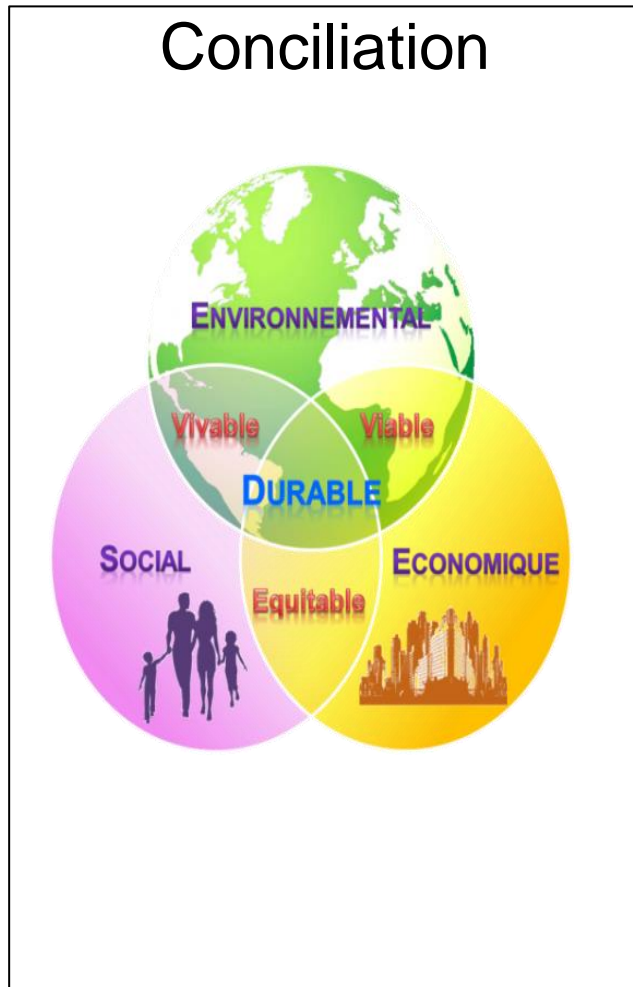 Conciliation
ENVIRONNEMENTAL
Vivable
Viable
DURABLE
SOCIAL
ECONOMIQUE
Equitable